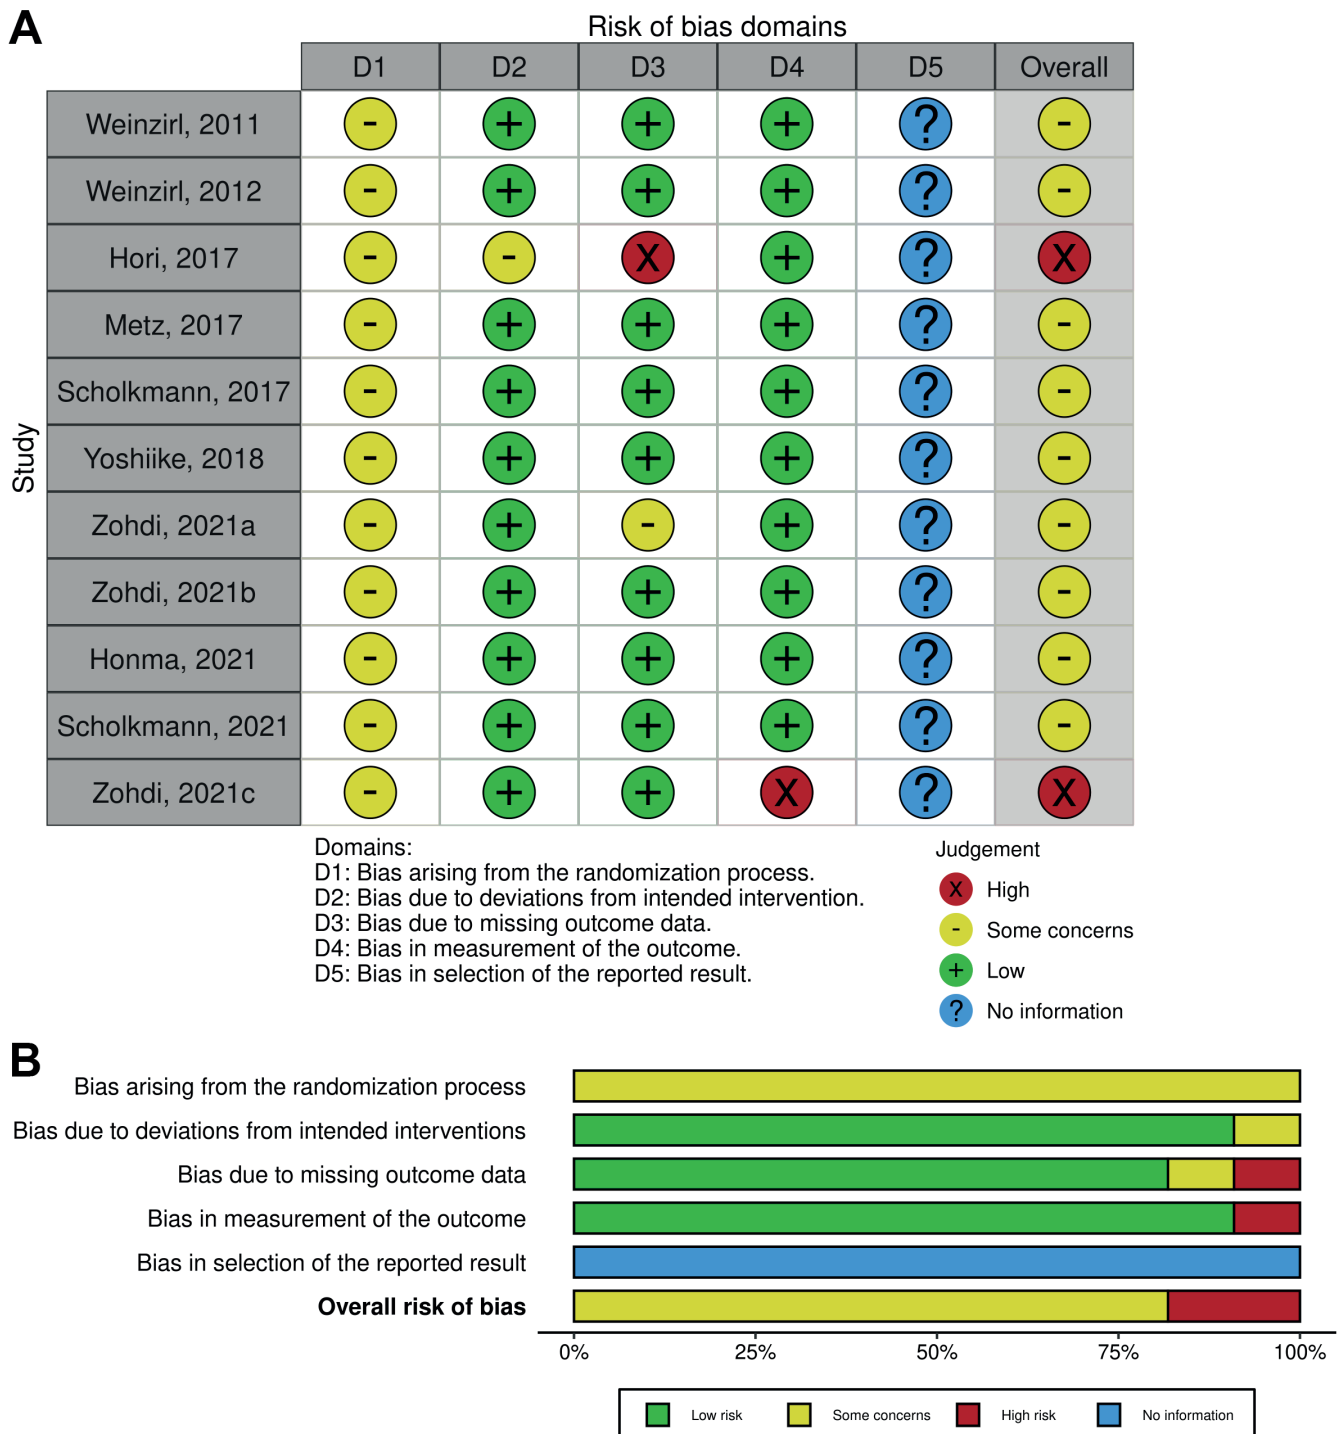 A
Risk of bias domains
D1 D2 D3 D4 D5 Overall
Study
Weinzirl, 2011 - + + + ? -
Weinzirl, 2012 - + + + ? -
Hori, 2017 - - X + ? X
Metz, 2017 - + + + ? -
Scholkmann, 2017 - + + + ? -
Yoshiike, 2018 - + + + ? -
Zohdi, 2021a - + - + ? -
Zohdi, 2021b - + + + ? -
Honma, 2021 - + + + ? -
Scholkmann, 2021 - + + + ? -
Zohdi, 2021c - + + X ? X
Domains:
D1: Bias arising from the randomization process.
D2: Bias due to deviations from intended intervention.
D3: Bias due to missing outcome data.
D4: Bias in measurement of the outcome.
D5: Bias in selection of the reported result.
Judgement
X High
- Some concerns
+ Low
? No information
B
Bias arising from the randomization process
Bias due to deviations from intended interventions
Bias due to missing outcome data
Bias in measurement of the outcome
Bias in selection of the reported result
Overall risk of bias
0% 25% 50% 75% 100%
Low risk Some concerns High risk No information